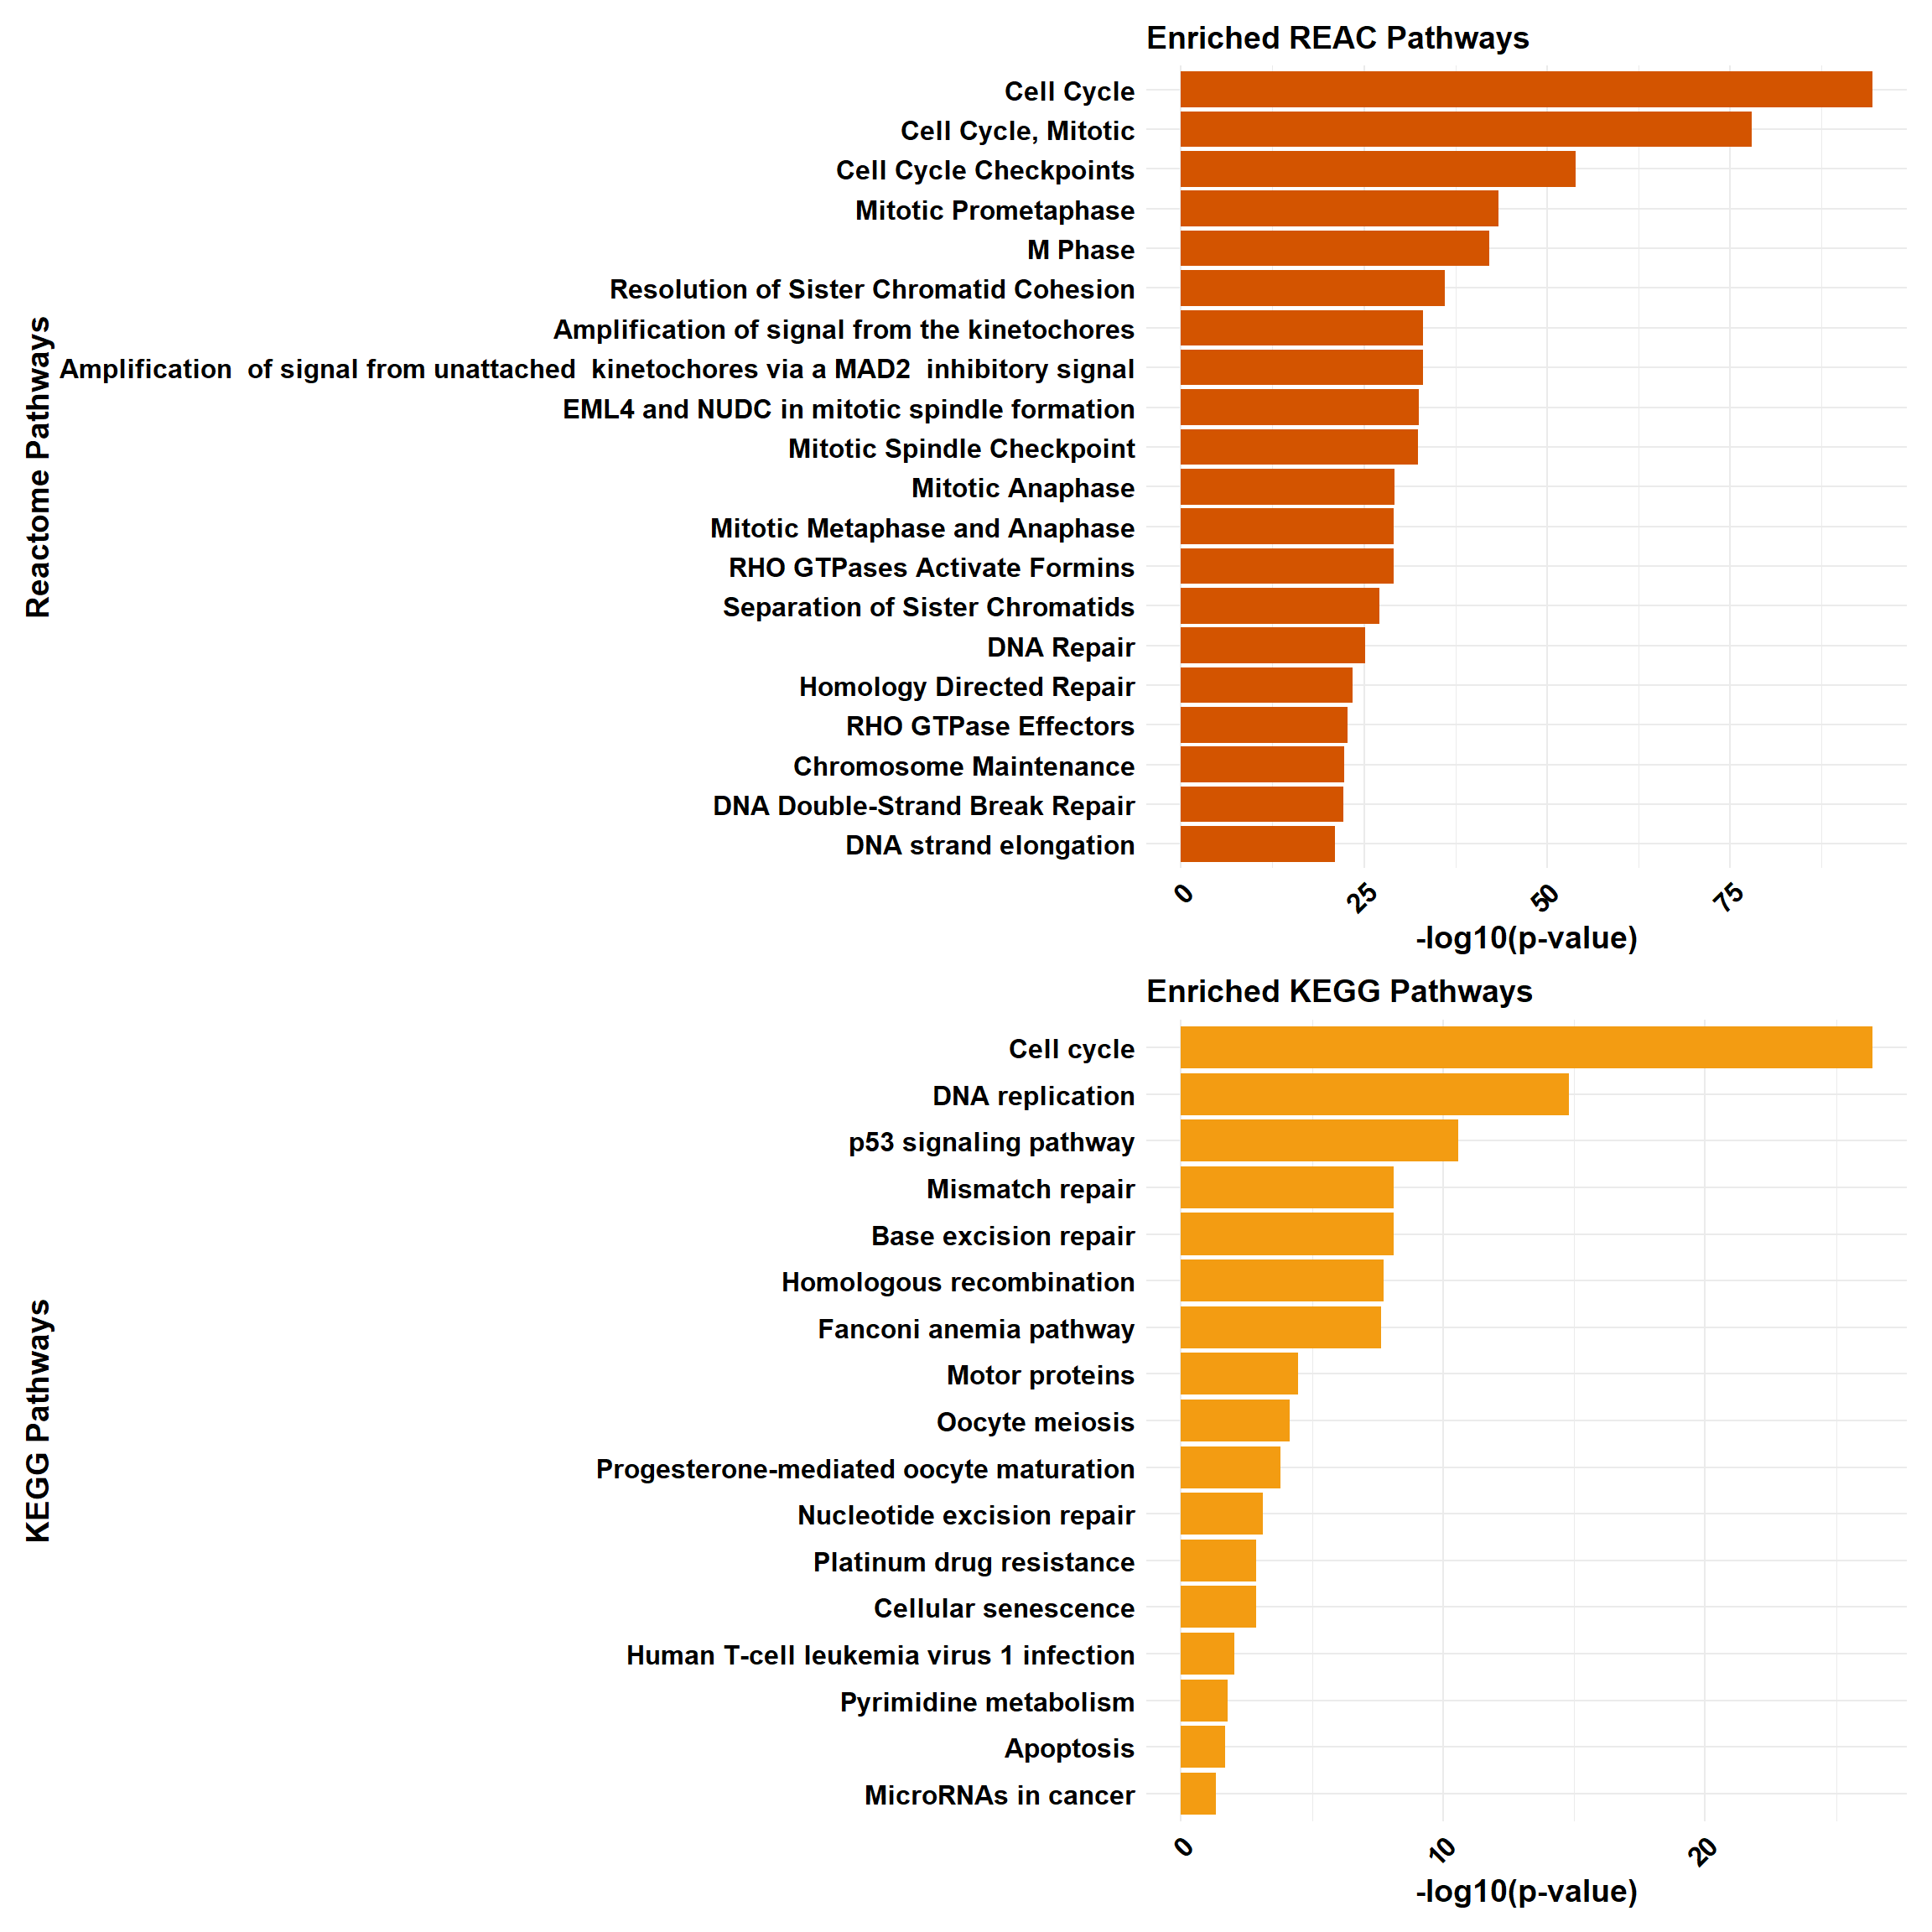 Enriched REAC Pathways
Reactome Pathways
Cell Cycle
Cell Cycle, Mitotic
Cell Cycle Checkpoints
Mitotic Prometaphase
M Phase
Resolution of Sister Chromatid Cohesion
Amplification of signal from the kinetochores
Amplification  of signal from unattached  kinetochores via a MAD2  inhibitory signal
EML4 and NUDC in mitotic spindle formation
Mitotic Spindle Checkpoint
Mitotic Anaphase
Mitotic Metaphase and Anaphase
RHO GTPases Activate Formins
Separation of Sister Chromatids
DNA Repair
Homology Directed Repair
RHO GTPase Effectors
Chromosome Maintenance
DNA Double-Strand Break Repair
DNA strand elongation
0 25 50 75
-log10(p-value)
Enriched KEGG Pathways
KEGG Pathways
Cell cycle
DNA replication
p53 signaling pathway
Mismatch repair
Base excision repair
Homologous recombination
Fanconi anemia pathway
Motor proteins
Oocyte meiosis
Progesterone-mediated oocyte maturation
Nucleotide excision repair
Platinum drug resistance
Cellular senescence
Human T-cell leukemia virus 1 infection
Pyrimidine metabolism
Apoptosis
MicroRNAs in cancer
0 10 20
-log10(p-value)